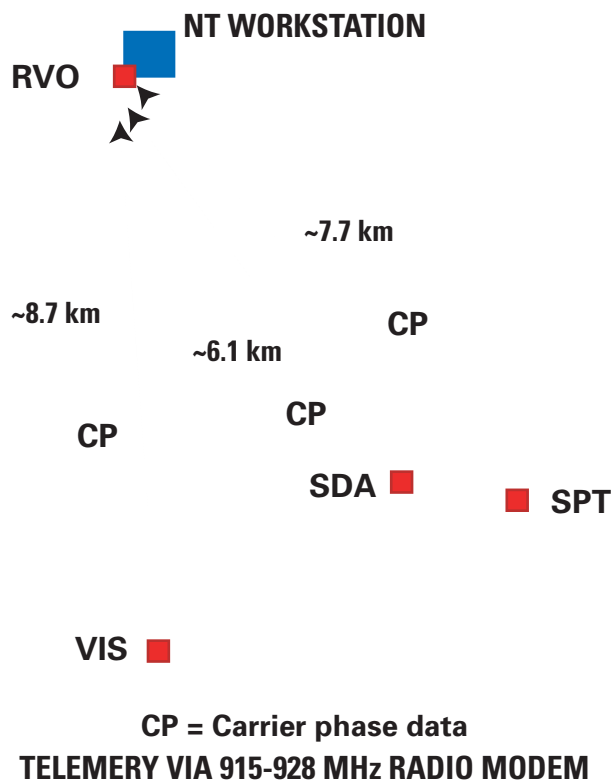 NT WORKSTATION
RVO
~7.7 km
~8.7 km
CP
~6.1 km
CP
CP
SDA
SPT
VIS
CP = Carrier phase data
TELEMERY VIA 915-928 MHz RADIO MODEM